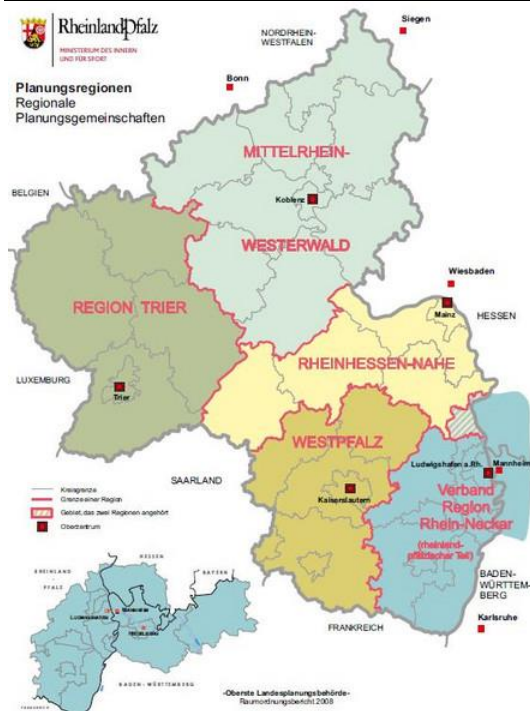 RheinlandPfalz
MINISTERIUM DES INNERN
UND FÜR SPORT
Planungsregionen
Regionale
Planungsgemeinschaften
NORDRHEIN-
WESTFALEN
Siegen
Bonn
MITTELRHEIN-
Koblenz
WESTERWALD
BELGIEN
REGION TRIER
Wiesbaden
Mainz
HESSEN
RHEINHESSEN-NAHE
LUXEMBURG
Trier
WESTPFALZ
Ludwigshafen a.Rh.
Mannheim
SAARLAND
Kaiserslautern
Verband
Region
Rhein-Neckar
(rheinland-
pfälzischer Teil)
Kreisgrenze
Grenze einer Region
Gebiet, das zwei Regionen angehört
Oberzentrum
BADEN-
WÜRTTEM-
BERG
FRANKREICH
Karlsruhe
HESSEN
RHEINLAND
PFALZ
BAYERN
BADEN-WÜRTTEMBERG
-Oberste Landesplanungsbehörde-
Raumordnungsbericht 2008